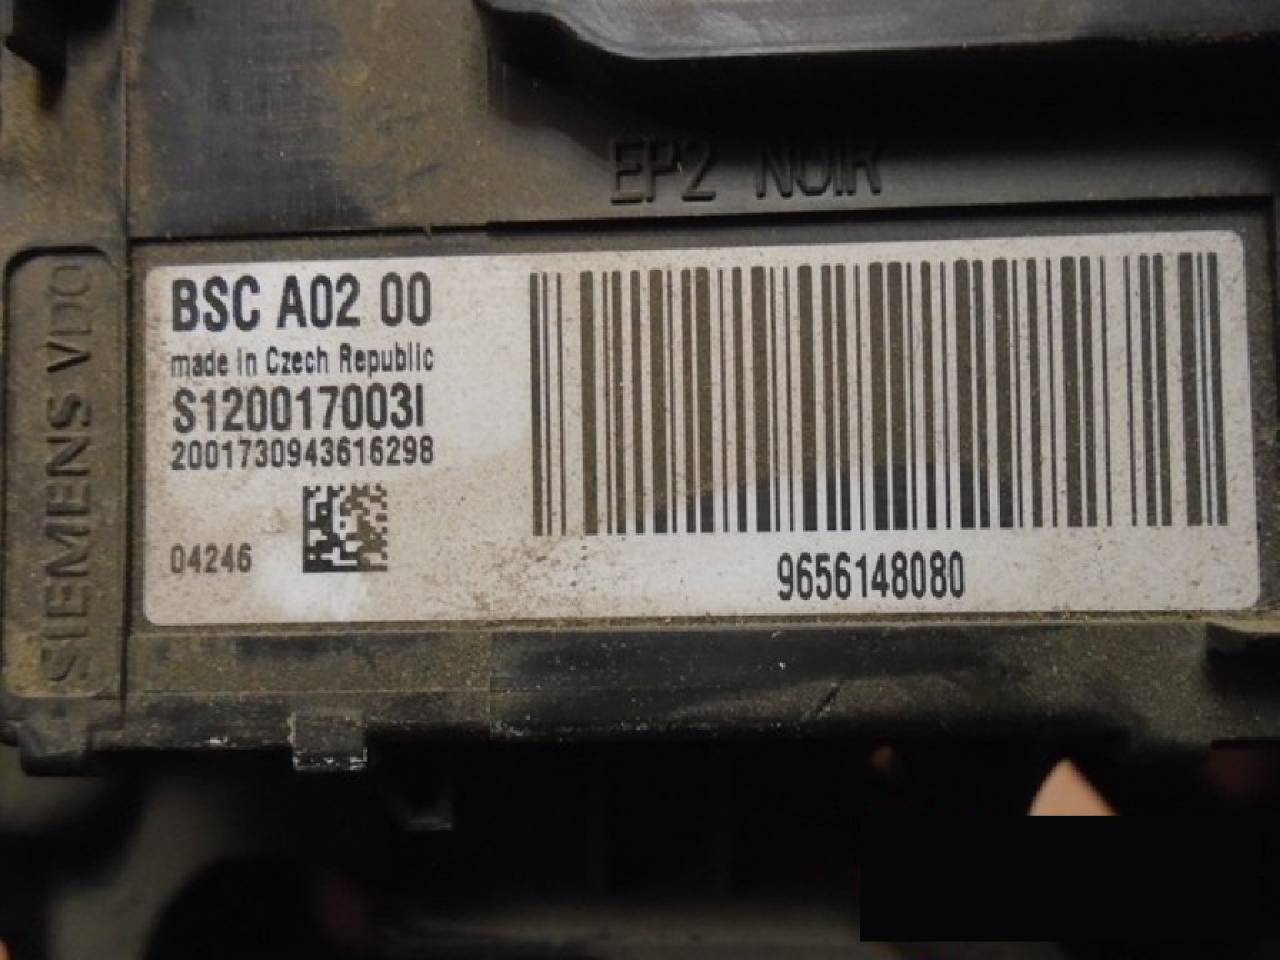 EP2 NOIR
SIEMENS VDO
BSC A02 00
made in Czech Republic
S120017003I
2001730943616298
04246
9656148080